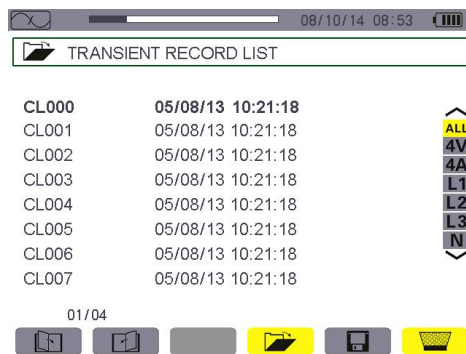 08/10/14 08:53
TRANSIENT RECORD LIST
CL000 05/08/13 10:21:18
CL001 05/08/13 10:21:18
CL002 05/08/13 10:21:18
CL003 05/08/13 10:21:18
CL004 05/08/13 10:21:18
CL005 05/08/13 10:21:18
CL006 05/08/13 10:21:18
CL007 05/08/13 10:21:18
ALL
4V
4A
L1
L2
L3
N
01/04